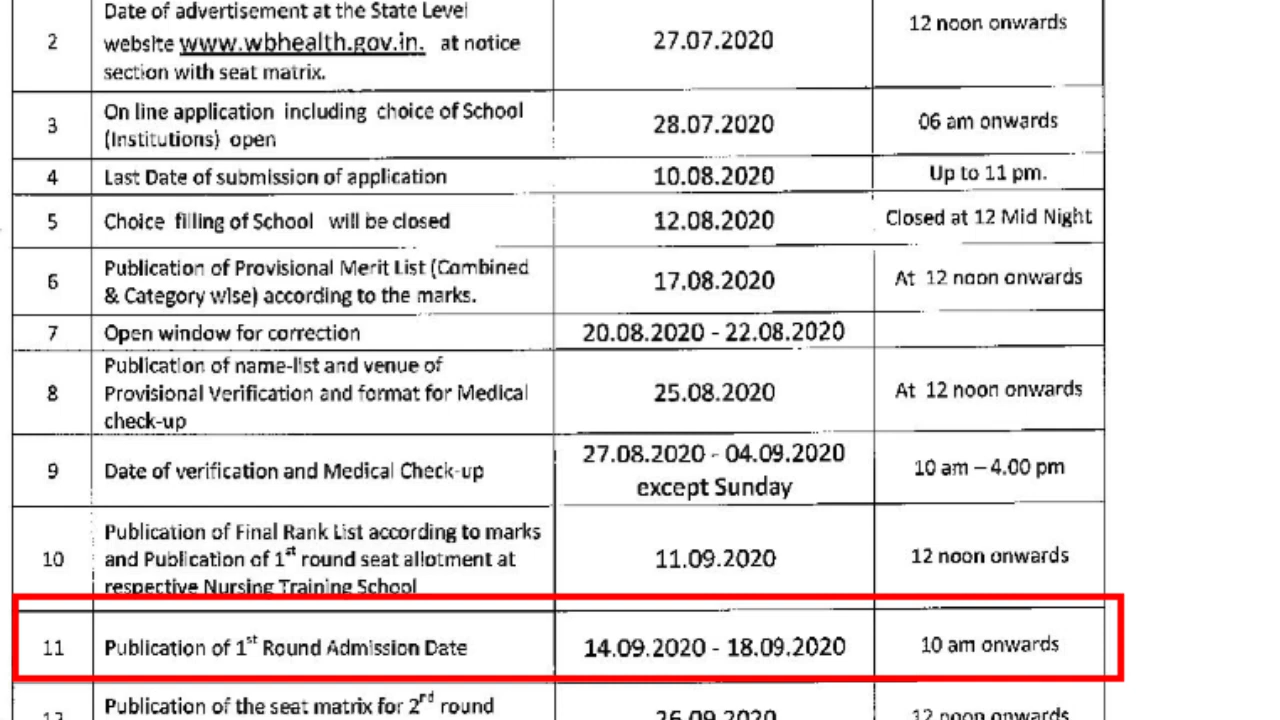 Date of advertisement at the State Level
2 website www.wbhealth.gov.in. at notice 27.07.2020 12 noon onwards
section with seat matrix.
3 On line application including choice of School 28.07.2020 06 am onwards
(Institutions) open
4 Last Date of submission of application 10.08.2020 Up to 11 pm.
5 Choice filling of School will be closed 12.08.2020 Closed at 12 Mid Night
6 Publication of Provisional Merit List (Combined 17.08.2020 At 12 noon onwards
& Category wise) according to the marks.
7 Open window for correction 20.08.2020 - 22.08.2020
Publication of name-list and venue of
8 Provisional Verification and format for Medical 25.08.2020 At 12 noon onwards
check-up
9 Date of verification and Medical Check-up 27.08.2020 - 04.09.2020 10 am – 4.00 pm
except Sunday
Publication of Final Rank List according to marks
10 and Publication of 1st round seat allotment at 11.09.2020 12 noon onwards
respective Nursing Training School
11 Publication of 1st Round Admission Date 14.09.2020 - 18.09.2020 10 am onwards
Publication of the seat matrix for 2rd round
12 26.09.2020 12 noon onwards